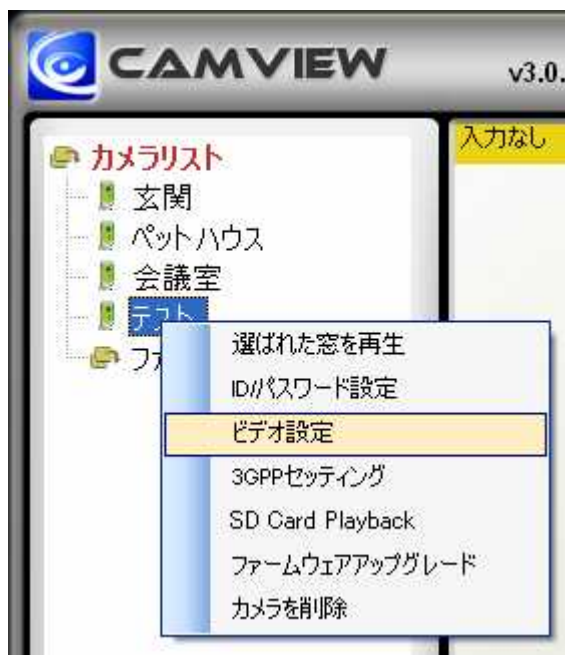 CAMVIEW
v3.0.
カメラリスト
入力なし
玄関
ペットハウス
会議室
テスト
ファ
選ばれた窓を再生
ID/パスワード設定
ビデオ設定
3GPPセッティング
SD Card Playback
ファームウェアアップグレード
カメラを削除